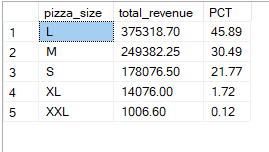 pizza_size total_revenue PCT
1 L 375318.70 45.89
2 M 249382.25 30.49
3 S 178076.50 21.77
4 XL 14076.00 1.72
5 XXL 1006.60 0.12